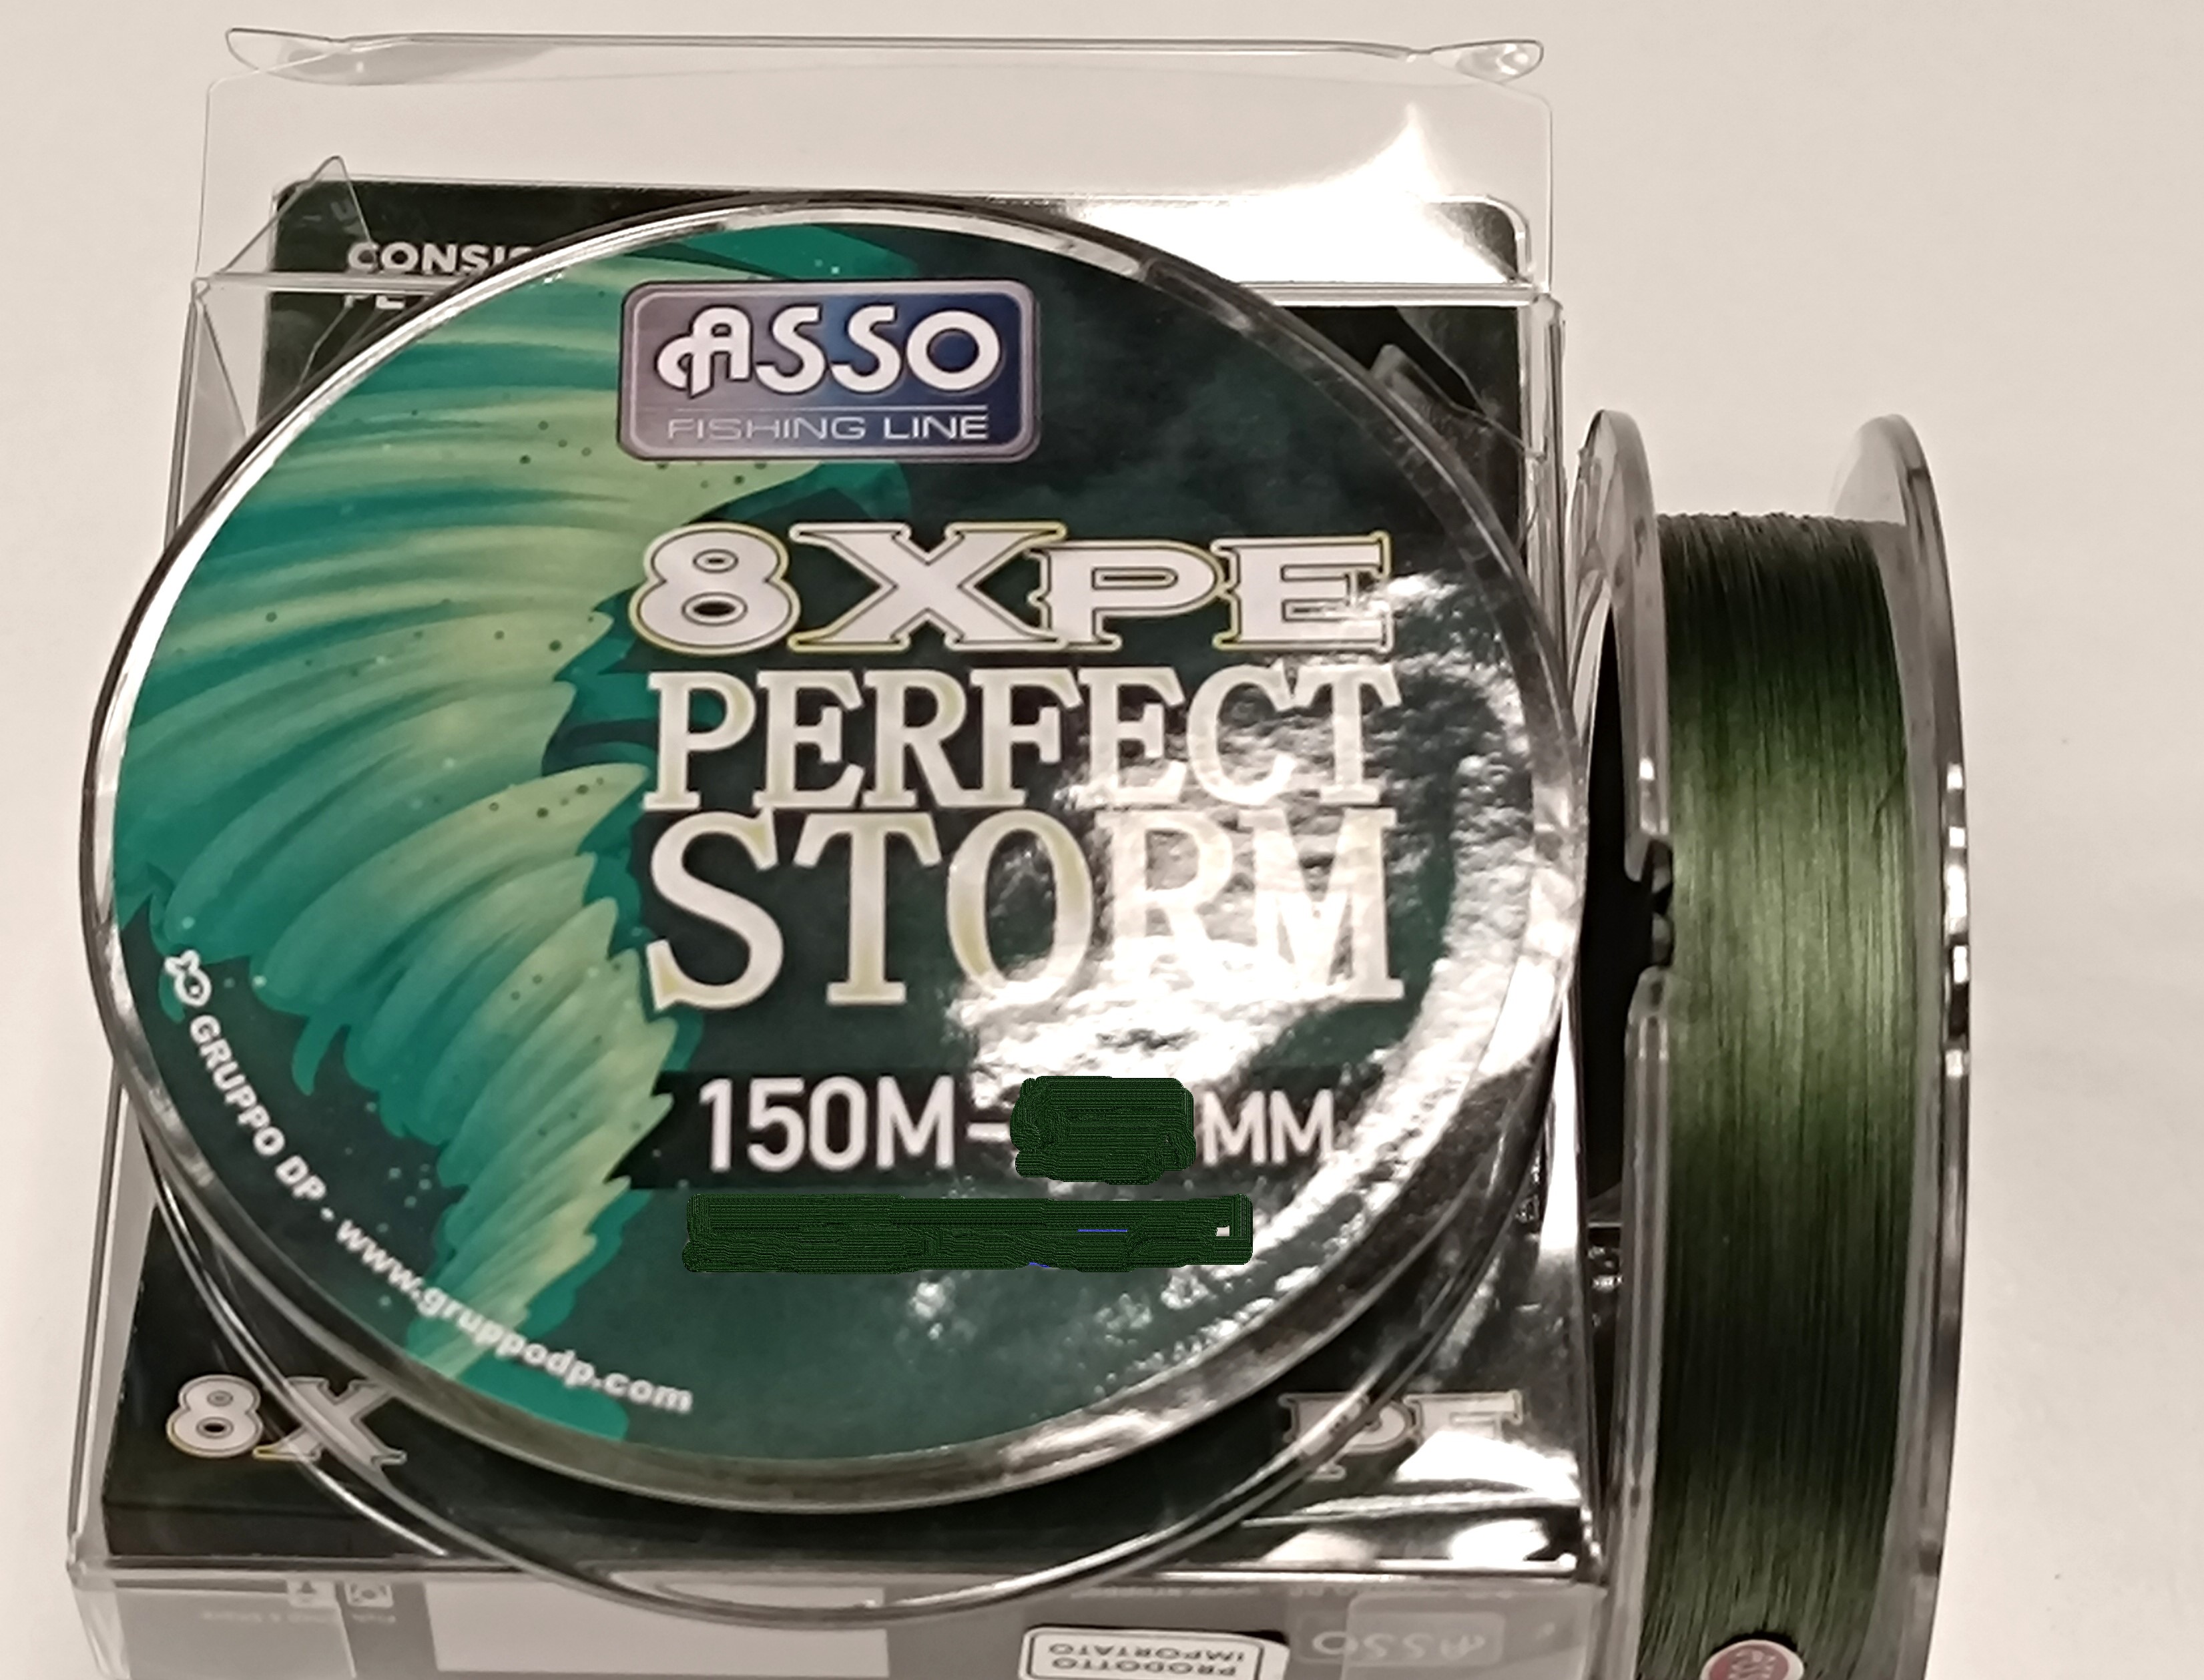 ASSO
FISHING LINE
8XPE
PERFECT
STORM
150M- MM
GRUPPO DP - www.gruppodp.com
8X
PE
ASSO
PRODOTTO
IMPORTATO